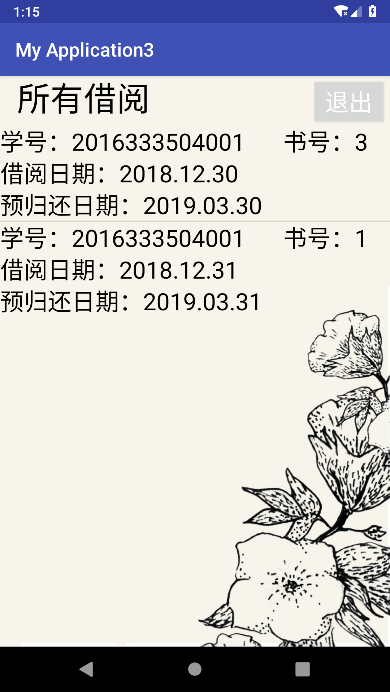 1:15
My Application3
所有借阅 退出
学号：2016333504001 书号：3
借阅日期：2018.12.30
预归还日期：2019.03.30
学号：2016333504001 书号：1
借阅日期：2018.12.31
预归还日期：2019.03.31